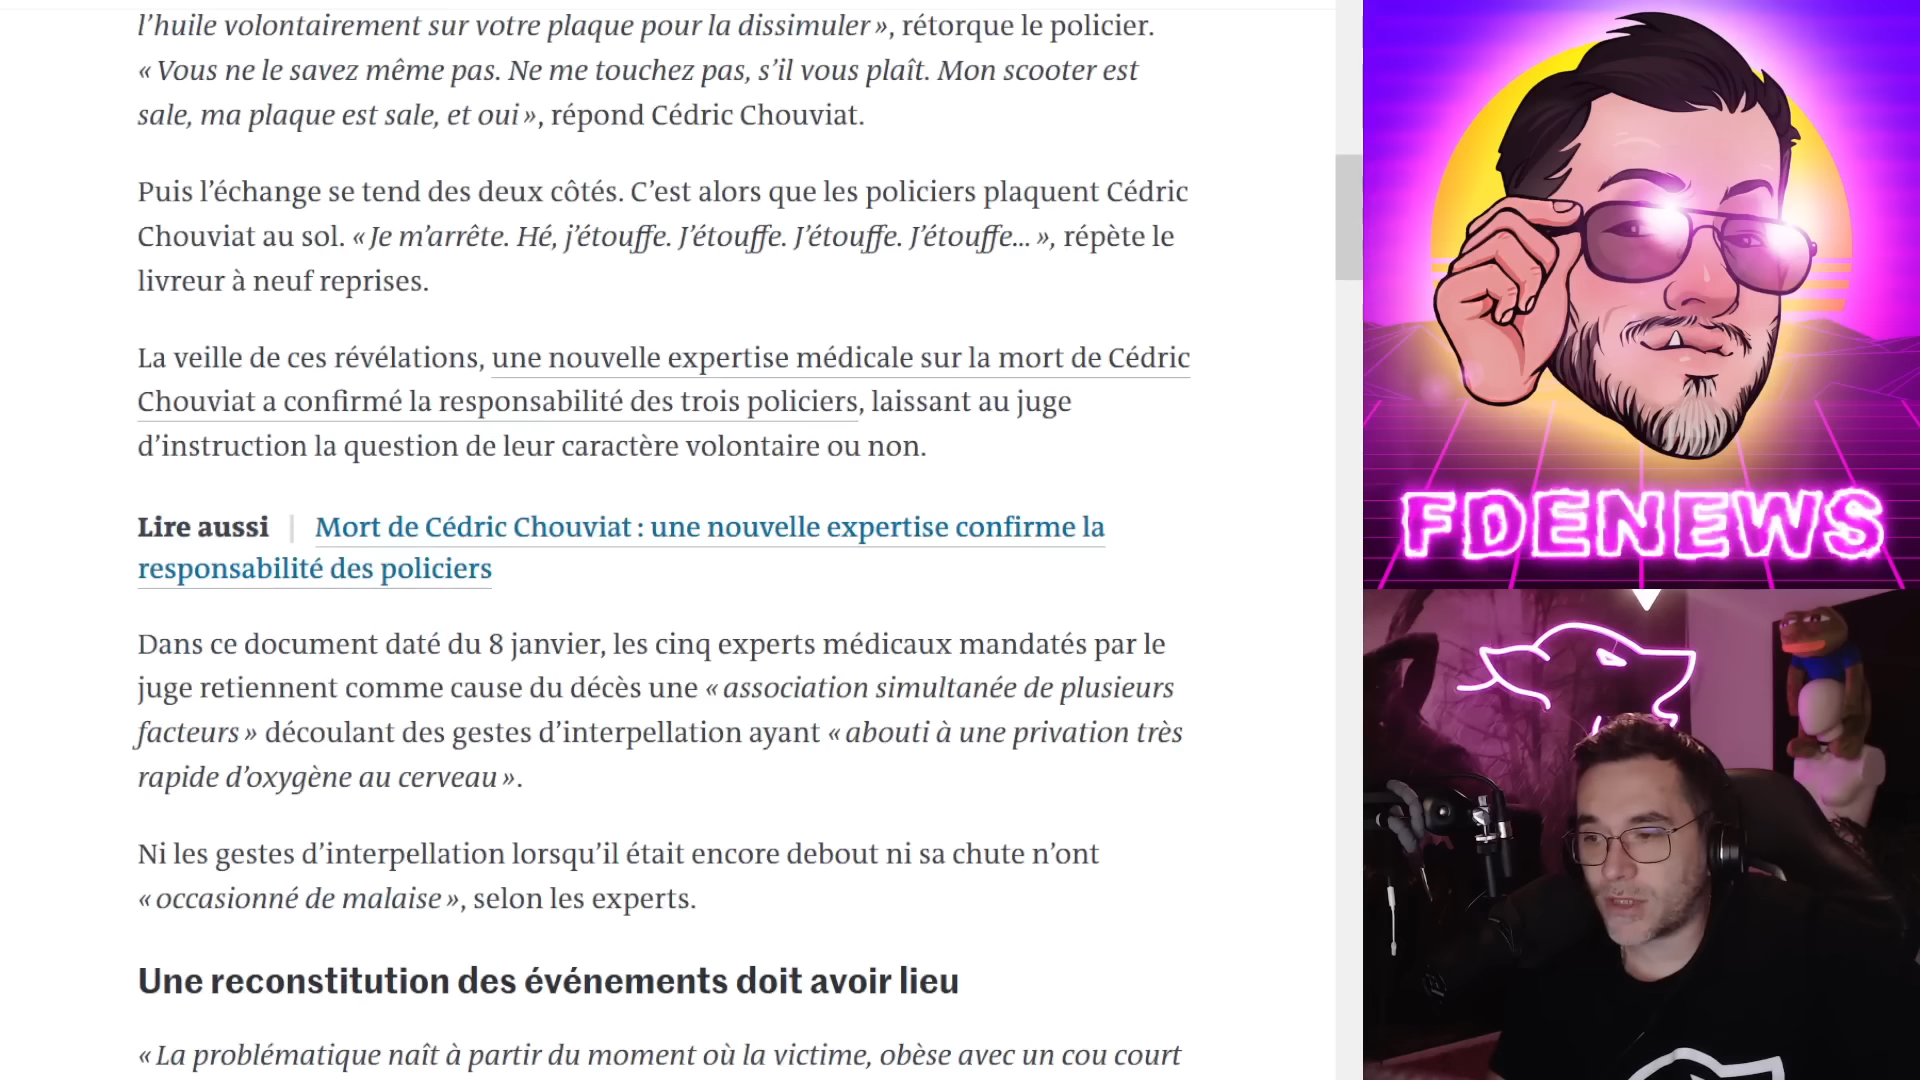 l’huile volontairement sur votre plaque pour la dissimuler », rétorque le policier.
« Vous ne le savez même pas. Ne me touchez pas, s’il vous plaît. Mon scooter est
sale, ma plaque est sale, et oui », répond Cédric Chouviat.
Puis l’échange se tend des deux côtés. C’est alors que les policiers plaquent Cédric
Chouviat au sol. « Je m’arrête. Hé, j’étouffe. J’étouffe. J’étouffe. J’étouffe… », répète le
livreur à neuf reprises.
La veille de ces révélations, une nouvelle expertise médicale sur la mort de Cédric
Chouviat a confirmé la responsabilité des trois policiers, laissant au juge
d’instruction la question de leur caractère volontaire ou non.
Lire aussi | Mort de Cédric Chouviat : une nouvelle expertise confirme la
responsabilité des policiers
Dans ce document daté du 8 janvier, les cinq experts médicaux mandatés par le
juge retiennent comme cause du décès une « association simultanée de plusieurs
facteurs » découlant des gestes d’interpellation ayant « abouti à une privation très
rapide d’oxygène au cerveau ».
Ni les gestes d’interpellation lorsqu’il était encore debout ni sa chute n’ont
« occasionné de malaise », selon les experts.
Une reconstitution des événements doit avoir lieu
« La problématique naît à partir du moment où la victime, obèse avec un cou court
FDENEWS